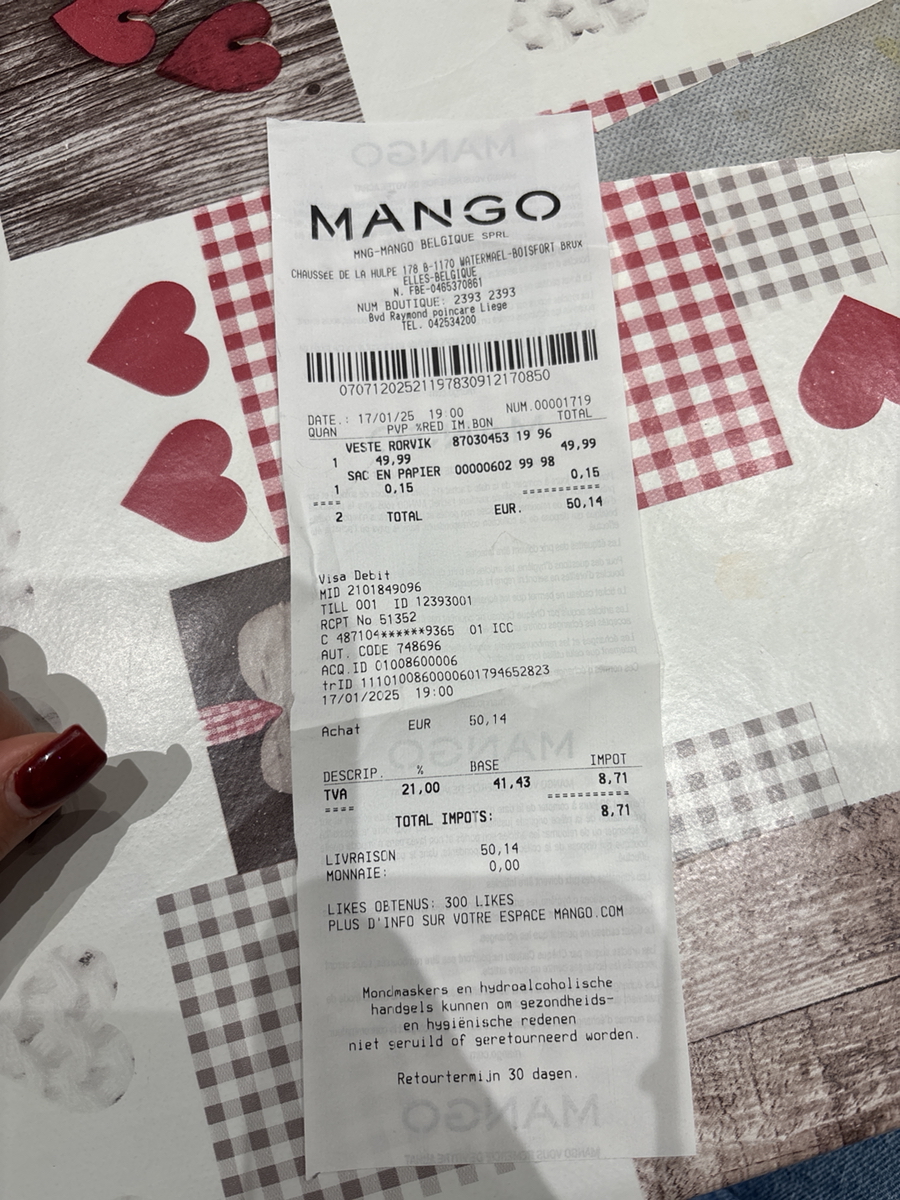 MANGO
MNG-MANGO BELGIQUE SPRL
CHAUSSEE DE LA HULPE 178 B-1170 WATERMAEL-BOISFORT BRUX
ELLES-BELGIQUE
N. FBE-0465370861
NUM BOUTIQUE: 2393 2393
Bvd Raymond poincare Liege
TEL. 042534200
07071202521197830912170850
DATE.: 17/01/25 19:00 NUM.00001719
QUAN PVP %RED IM.BON TOTAL
VESTE RORVIK 87030453 19 96
1 49,99 49,99
SAC EN PAPIER 00000602 99 98
1 0,15 0,15
==== ===========
2 TOTAL EUR. 50,14
Visa Debit
MID 2101849096
TILL 001 ID 12393001
RCPT No 51352
C 487104******9365 01 ICC
AUT. CODE 748696
ACQ.ID 01008600006
trID 1110100860000601794652823
17/01/2025 19:00
Achat EUR 50,14
DESCRIP. % BASE IMPOT
TVA 21,00 41,43 8,71
==== ===========
TOTAL IMPOTS: 8,71
LIVRAISON 50,14
MONNAIE: 0,00
LIKES OBTENUS: 300 LIKES
PLUS D'INFO SUR VOTRE ESPACE MANGO.COM
Mondmaskers en hydroalcoholische
handgels kunnen om gezondheids-
en hygiënische redenen
niet geruild of geretourneerd worden.
Retourtermijn 30 dagen.